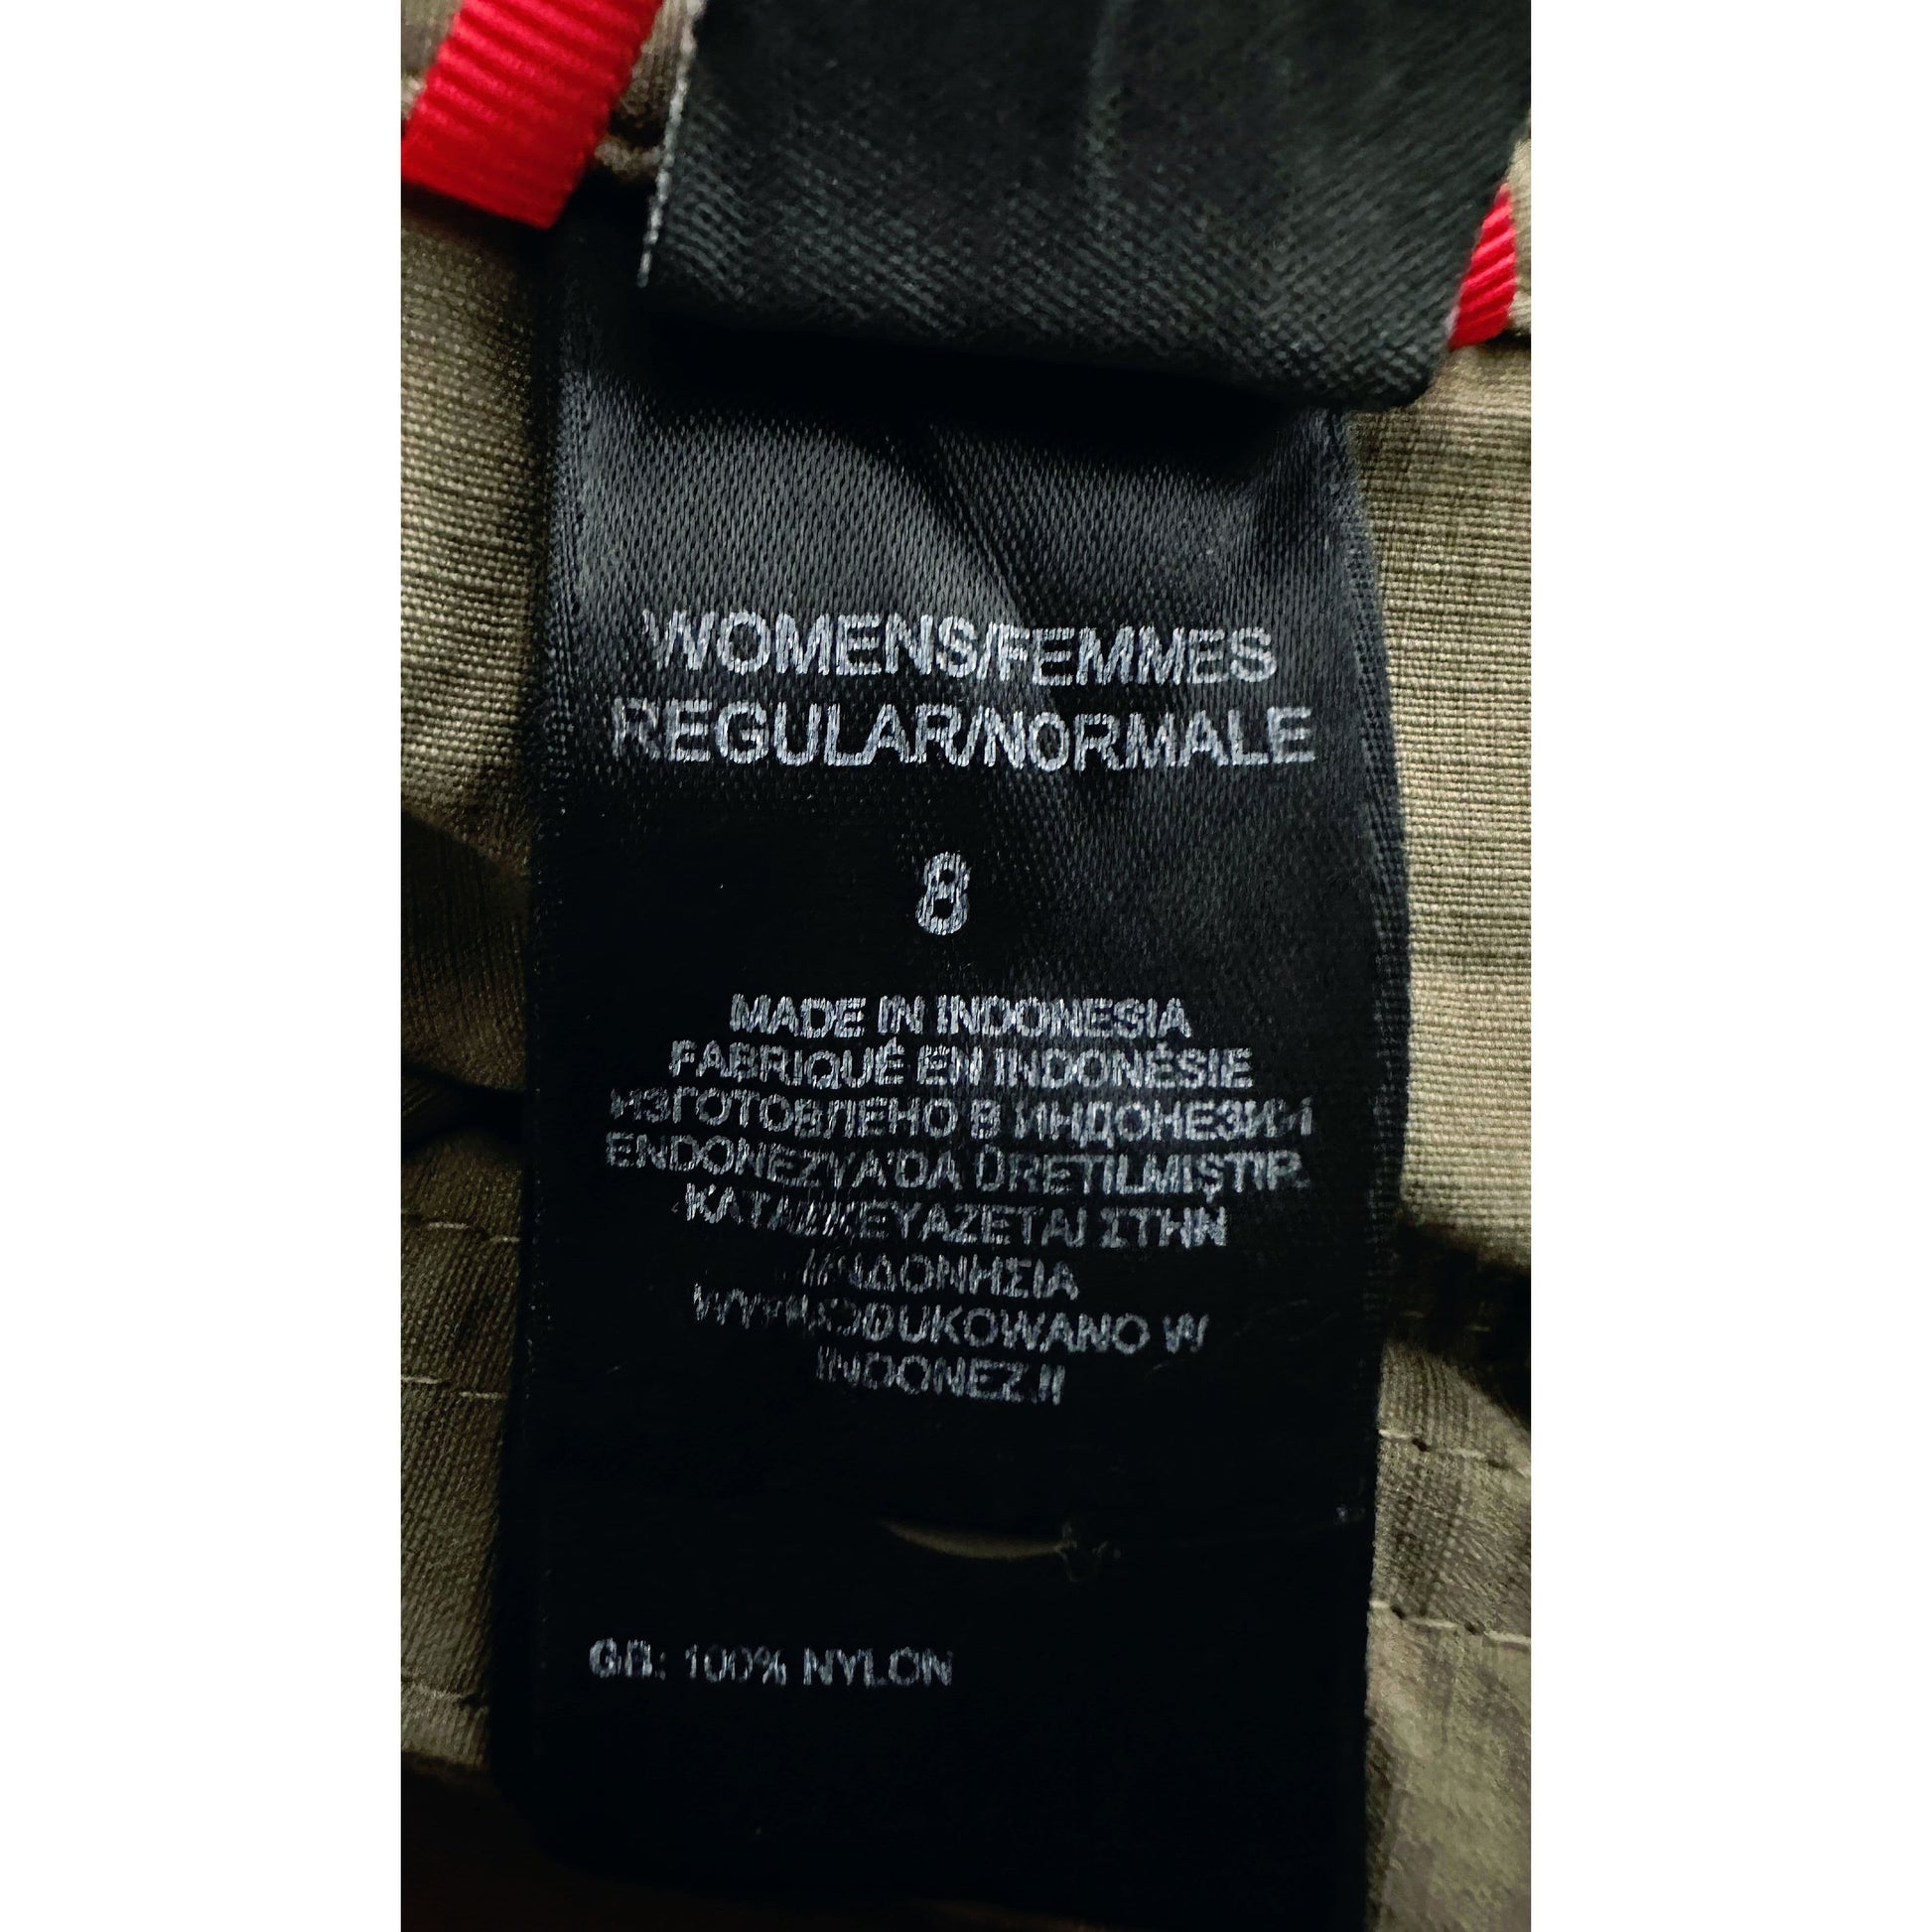 WOMENS/FEMMES
REGULAR/NORMALE
8
MADE IN INDONESIA
FABRIQUÉ EN INDONÉSIE
ИЗГОТОВЛЕНО В ИНДОНЕЗИИ
ENDONEZYA'DA ÜRETILMIŞTIR.
ΚΑΤΑΣΚΕΥΑΖΕΤΑΙ ΣΤΗΝ
ΙΝΔΟΝΗΣΙΑ
WYPRODUKOWANO W
INDONEZJI
GB: 100% NYLON